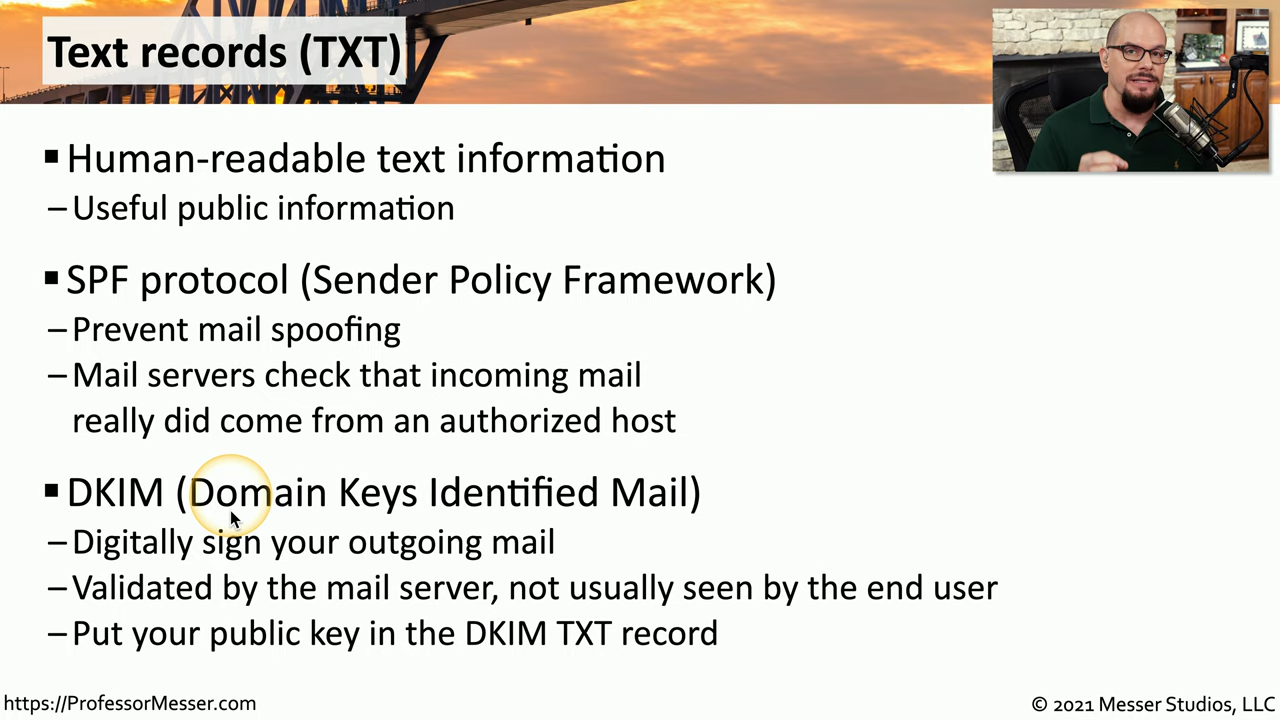 Text records (TXT)
▪ Human-readable text information
– Useful public information
▪ SPF protocol (Sender Policy Framework)
– Prevent mail spoofing
– Mail servers check that incoming mail
really did come from an authorized host
▪ DKIM (Domain Keys Identified Mail)
– Digitally sign your outgoing mail
– Validated by the mail server, not usually seen by the end user
– Put your public key in the DKIM TXT record
https://ProfessorMesser.com
© 2021 Messer Studios, LLC